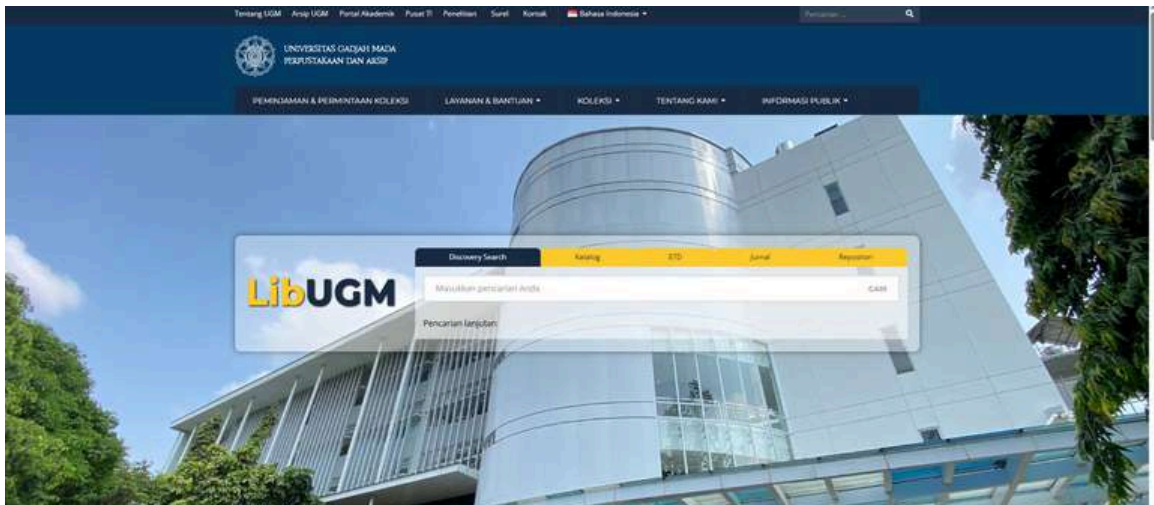 Tentang UGM Arsip UGM Portal Akademik Pusat TI Penelitian Surel Kontak Bahasa Indonesia
Pencarian ...
UNIVERSITAS GADJAH MADA
PERPUSTAKAAN DAN ARSIP
PEMINJAMAN & PERMINTAAN KOLEKSI LAYANAN & BANTUAN KOLEKSI TENTANG KAMI INFORMASI PUBLIK
Discovery Search Katalog ETD Jurnal Repositori
LibUGM
Masukkan pencarian Anda CARI
Pencarian lanjutan: